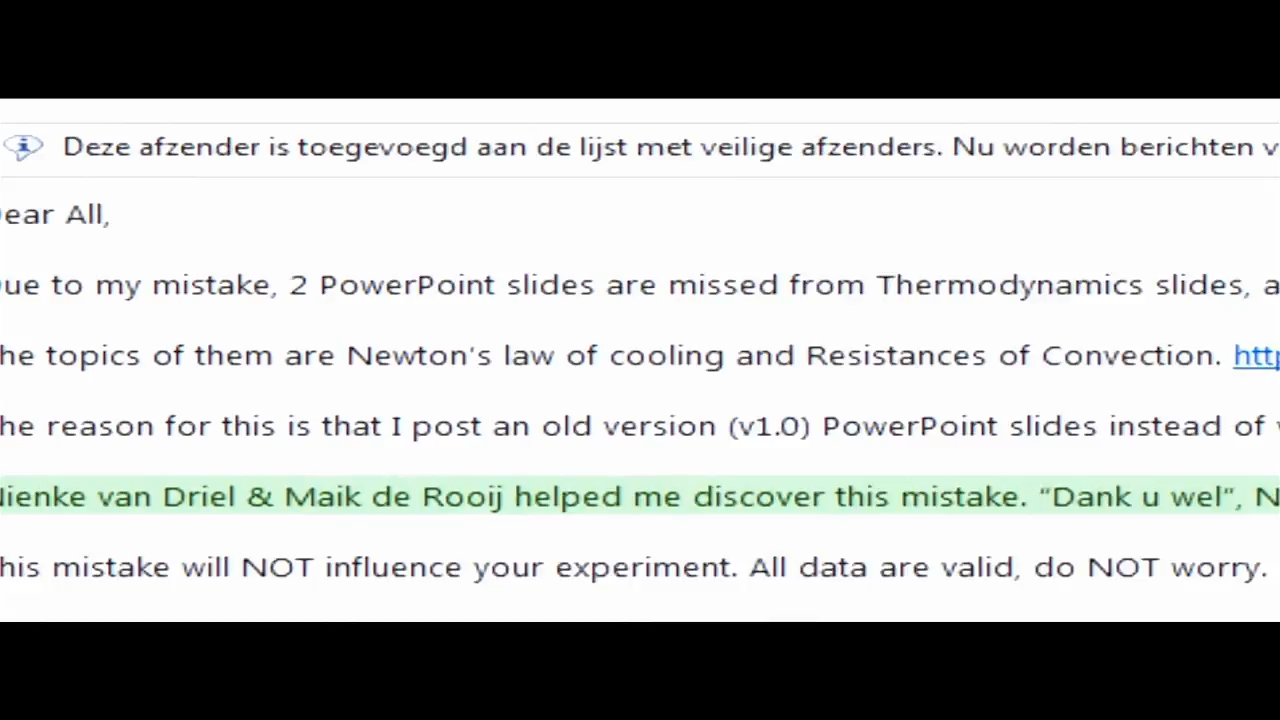 Deze afzender is toegevoegd aan de lijst met veilige afzenders. Nu worden berichten v
ear All,
ue to my mistake, 2 PowerPoint slides are missed from Thermodynamics slides, a
he topics of them are Newton's law of cooling and Resistances of Convection. http
he reason for this is that I post an old version (v1.0) PowerPoint slides instead of v
Nienke van Driel & Maik de Rooij helped me discover this mistake. "Dank u wel", N
his mistake will NOT influence your experiment. All data are valid, do NOT worry.